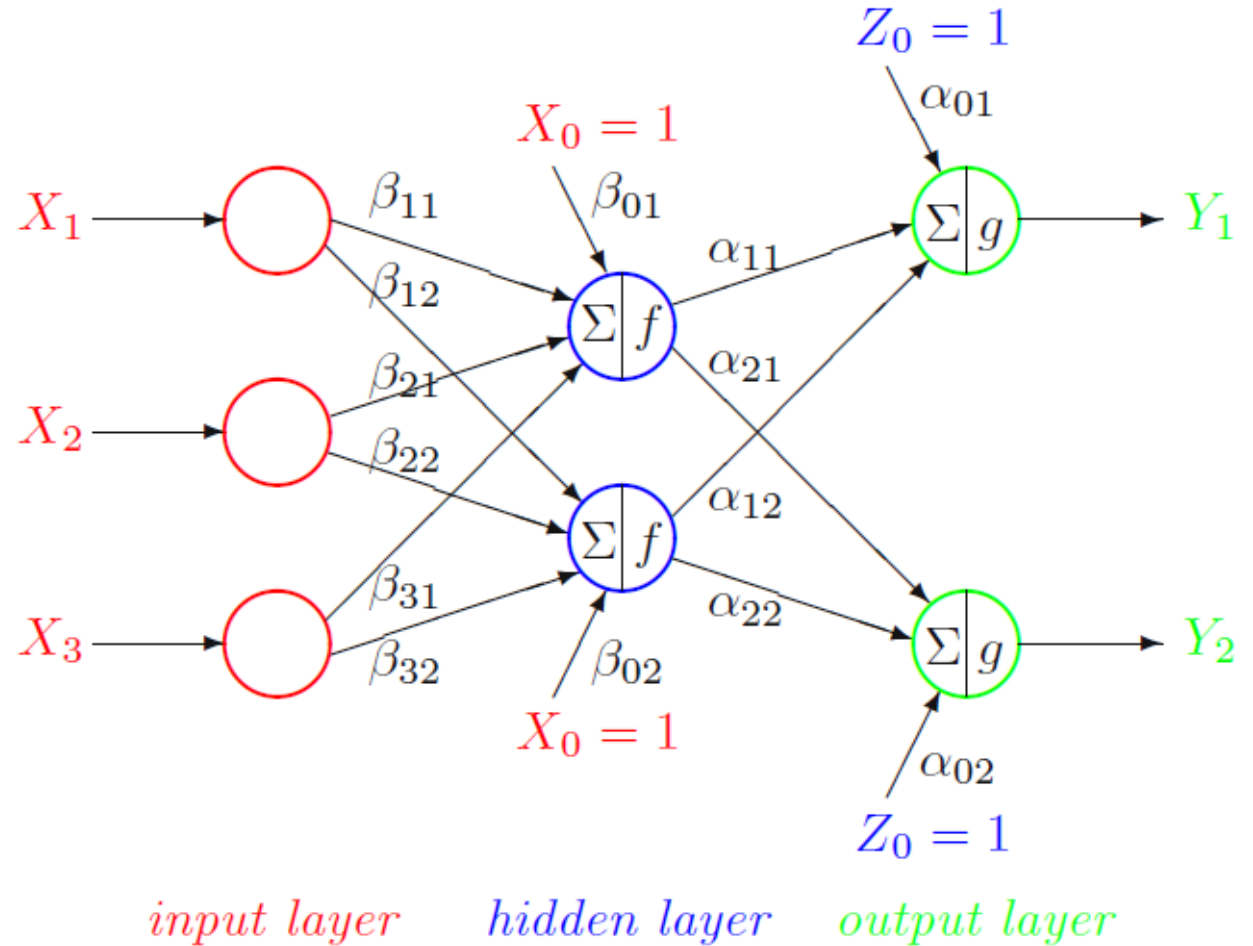 Z₀ = 1
α₀₁
X₀ = 1
β₀₁
X₁
β₁₁
Σ g
Y₁
α₁₁
β₁₂
Σ f
β₂₁
α₂₁
X₂
β₂₂
α₁₂
Σ f
β₃₁
α₂₂
X₃
β₃₂
β₀₂
Σ g
Y₂
X₀ = 1
α₀₂
Z₀ = 1
input layer hidden layer output layer